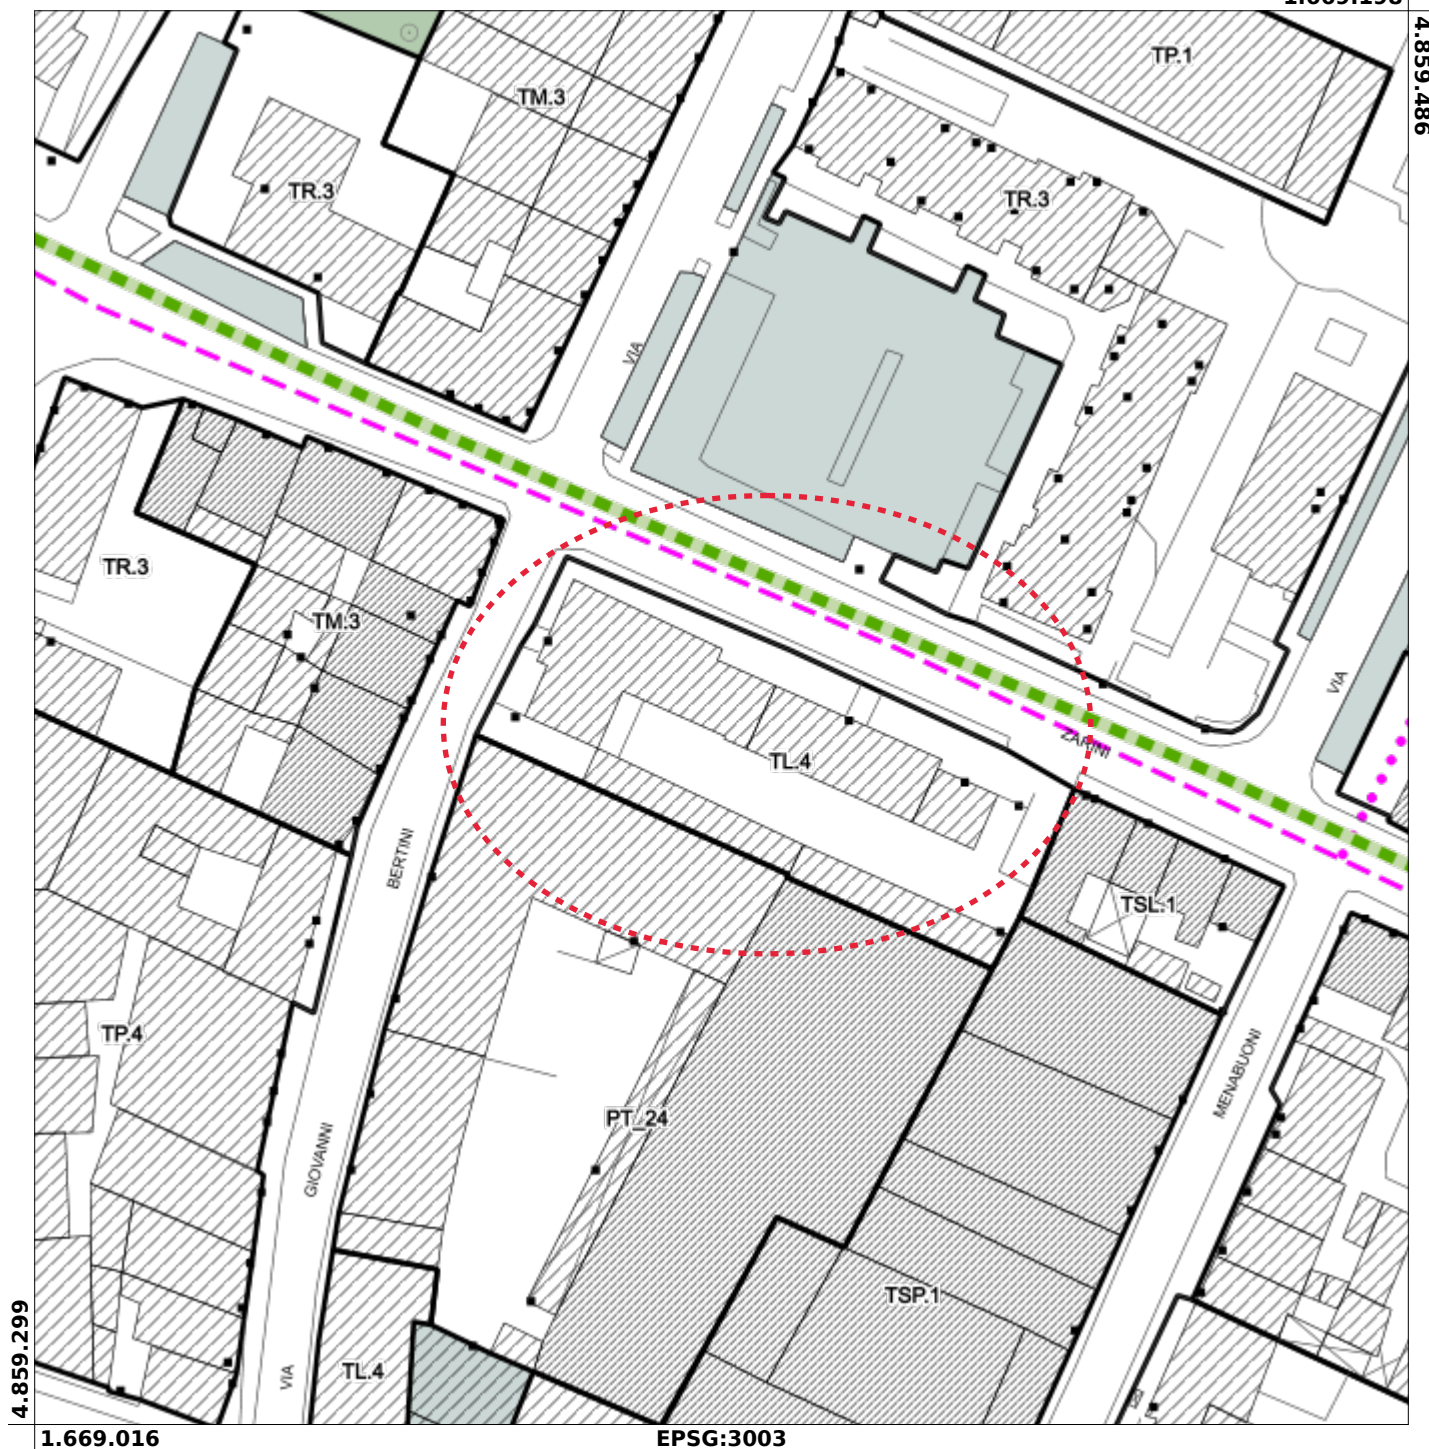 1.669.198
4.859.486
TP.1
TM.3
TR.3
TR.3
VIA
TR.3
TM.3
VIA
ZARINI
TL.4
BERTINI
TSL.1
TP.4
MENABUONI
PT_24
GIOVANNI
TSP.1
TL.4
VIA
4.859.299
1.669.016
EPSG:3003